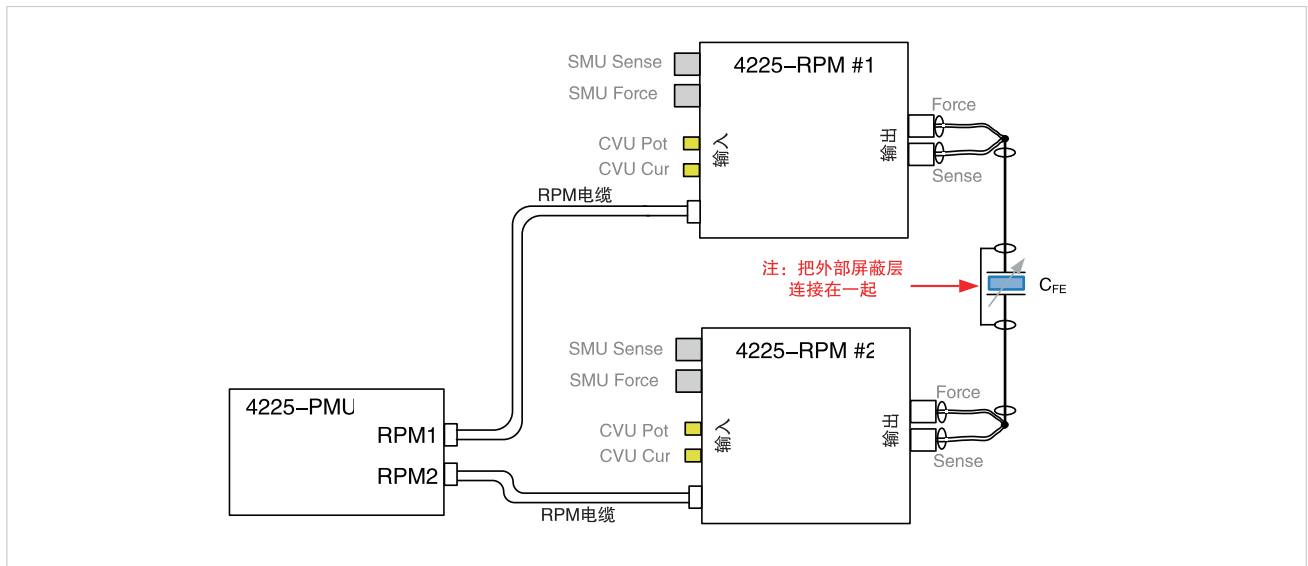 SMU Sense
SMU Force
CVU Pot
CVU Cur
4225–RPM #1
输入
输出
Force
Sense
RPM电缆
注：把外部屏蔽层
连接在一起
CFE
SMU Sense
SMU Force
CVU Pot
CVU Cur
4225–RPM #2
输入
输出
Force
Sense
4225–PMU
RPM1
RPM2
RPM电缆